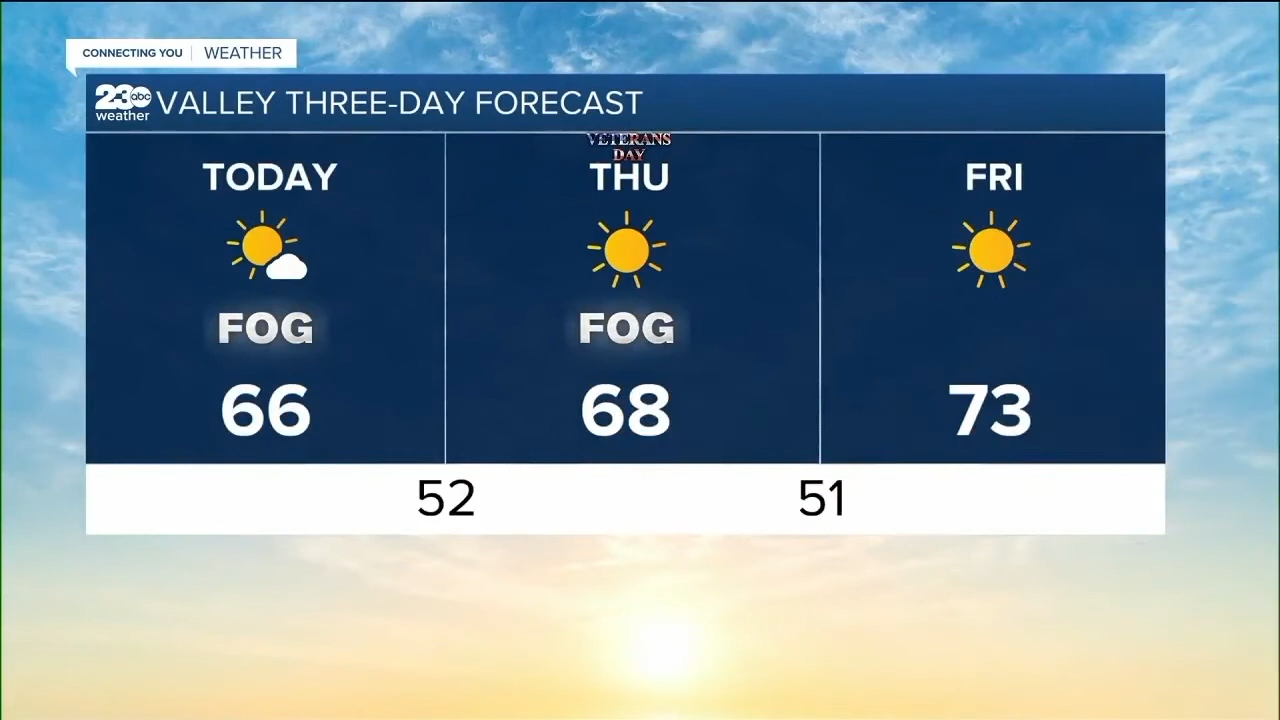 CONNECTING YOU | WEATHER
23 abc
weather
VALLEY THREE-DAY FORECAST
TODAY
FOG
66
VETERANS
DAY
THU
FOG
68
FRI
73
52
51